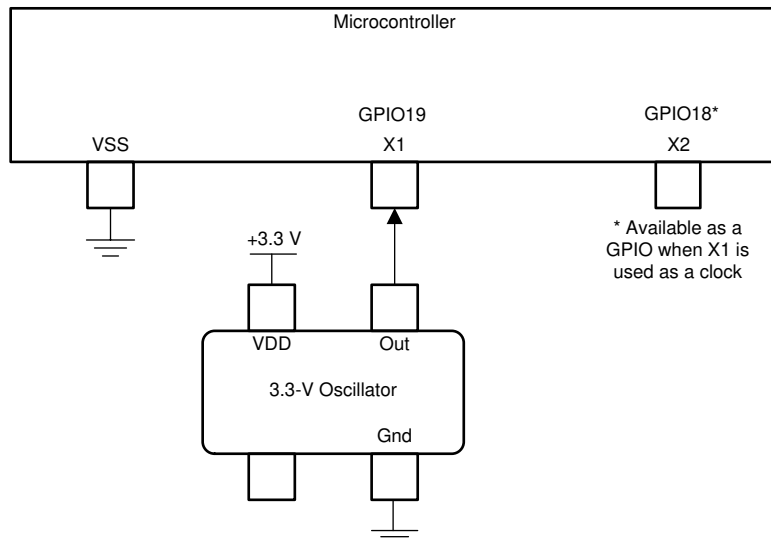 Microcontroller
GPIO19
GPIO18*
VSS
X1
X2
* Available as a
GPIO when X1 is
used as a clock
+3.3 V
VDD
Out
3.3-V Oscillator
Gnd